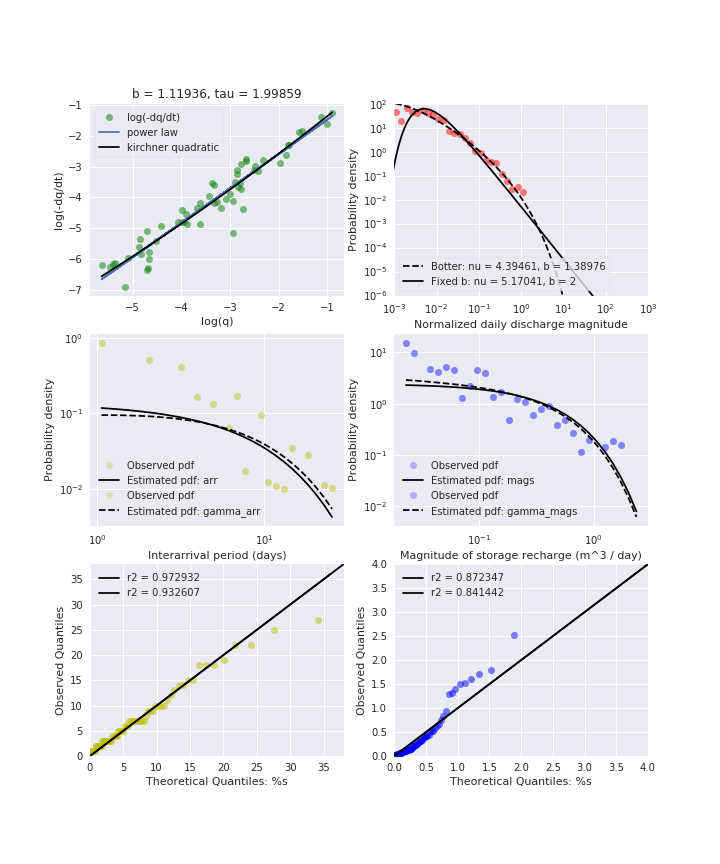 b = 1.11936, tau = 1.99859
log(-dq/dt)
−1
−2
−3
−4
−5
−6
−7
log(-dq/dt)
power law
kirchner quadratic
−5
−4
−3
−2
−1
log(q)
Probability density
10²
10¹
10⁰
10⁻¹
10⁻²
10⁻³
10⁻⁴
10⁻⁵
10⁻⁶
Botter: nu = 4.39461, b = 1.38976
Fixed b: nu = 5.17041, b = 2
10⁻³
10⁻²
10⁻¹
10⁰
10¹
10²
10³
Normalized daily discharge magnitude
Probability density
10⁰
10⁻¹
10⁻²
Observed pdf
Estimated pdf: arr
Observed pdf
Estimated pdf: gamma_arr
10⁰
10¹
Interarrival period (days)
Probability density
10¹
10⁰
10⁻¹
10⁻²
Observed pdf
Estimated pdf: mags
Observed pdf
Estimated pdf: gamma_mags
10⁻¹
10⁰
Magnitude of storage recharge (m^3 / day)
Observed Quantiles
35
30
25
20
15
10
5
0
r2 = 0.972932
r2 = 0.932607
0
5
10
15
20
25
30
35
Theoretical Quantiles: %s
Observed Quantiles
4.0
3.5
3.0
2.5
2.0
1.5
1.0
0.5
0.0
r2 = 0.872347
r2 = 0.841442
0.0
0.5
1.0
1.5
2.0
2.5
3.0
3.5
4.0
Theoretical Quantiles: %s